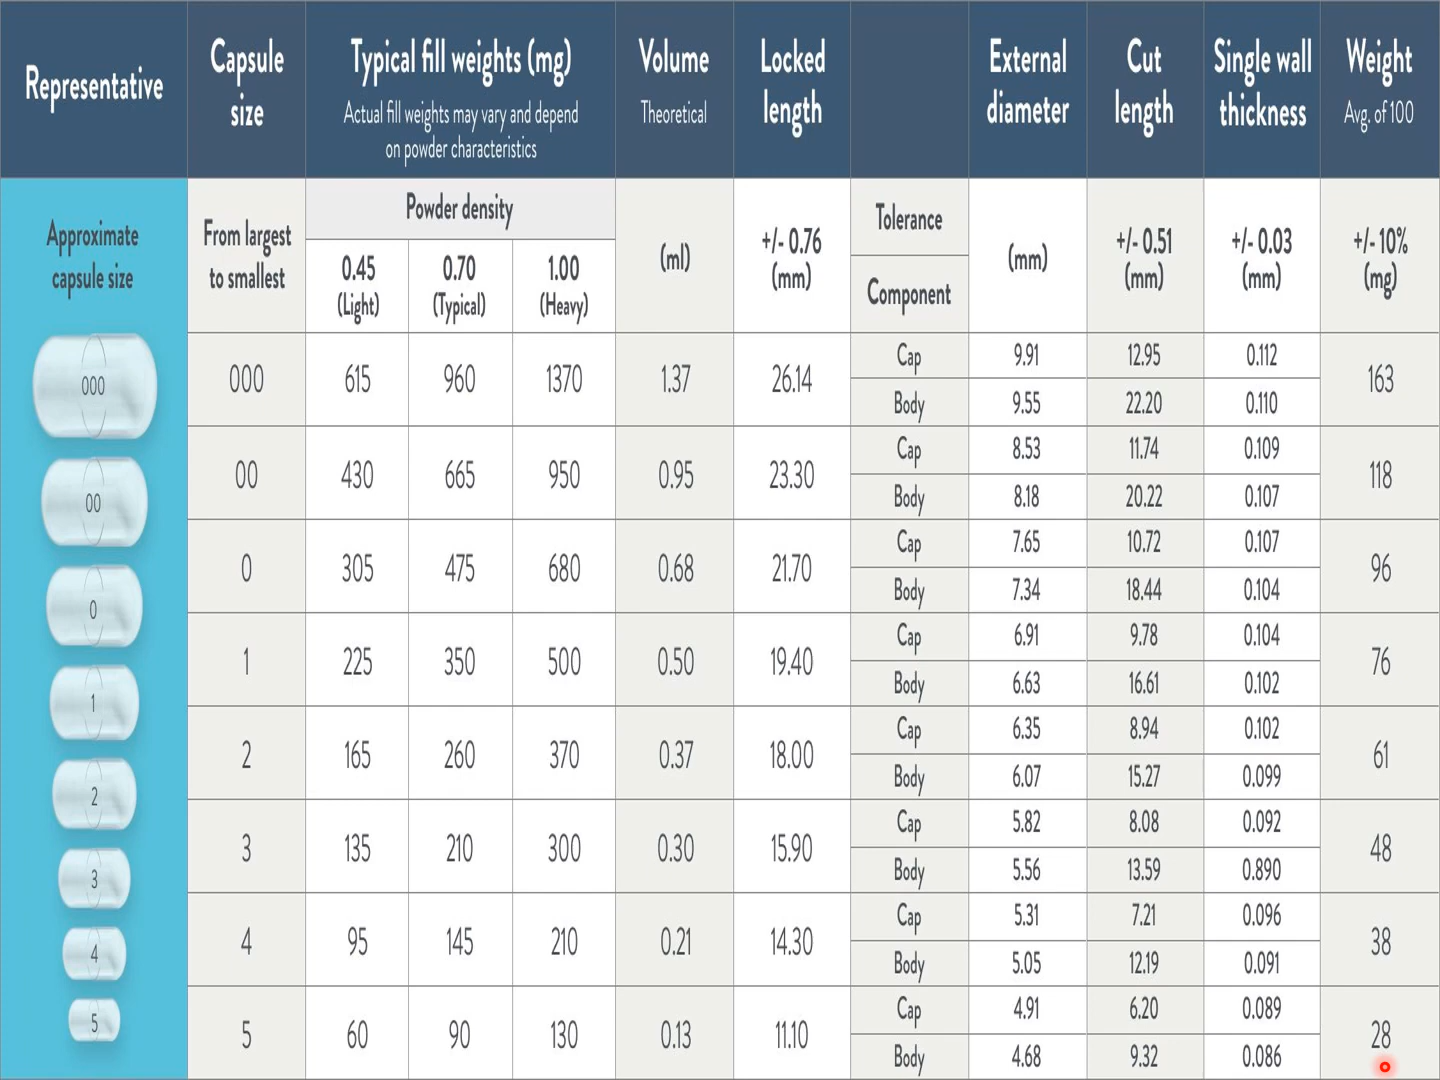 Representative
Capsule size
Typical fill weights (mg)
Actual fill weights may vary and depend
on powder characteristics
Volume
Theoretical
Locked length
External diameter
Cut length
Single wall thickness
Weight
Avg. of 100
Approximate capsule size
From largest to smallest
Powder density
0.45 (Light)
0.70 (Typical)
1.00 (Heavy)
(ml)
+/- 0.76 (mm)
Tolerance
Component
(mm)
+/- 0.51 (mm)
+/- 0.03 (mm)
+/- 10% (mg)
000
00
0
1
2
3
4
5
000 615 960 1370 1.37 26.14 Cap 9.91 12.95 0.112 163
Body 9.55 22.20 0.110
00 430 665 950 0.95 23.30 Cap 8.53 11.74 0.109 118
Body 8.18 20.22 0.107
0 305 475 680 0.68 21.70 Cap 7.65 10.72 0.107 96
Body 7.34 18.44 0.104
1 225 350 500 0.50 19.40 Cap 6.91 9.78 0.104 76
Body 6.63 16.61 0.102
2 165 260 370 0.37 18.00 Cap 6.35 8.94 0.102 61
Body 6.07 15.27 0.099
3 135 210 300 0.30 15.90 Cap 5.82 8.08 0.092 48
Body 5.56 13.59 0.890
4 95 145 210 0.21 14.30 Cap 5.31 7.21 0.096 38
Body 5.05 12.19 0.091
5 60 90 130 0.13 11.10 Cap 4.91 6.20 0.089 28
Body 4.68 9.32 0.086